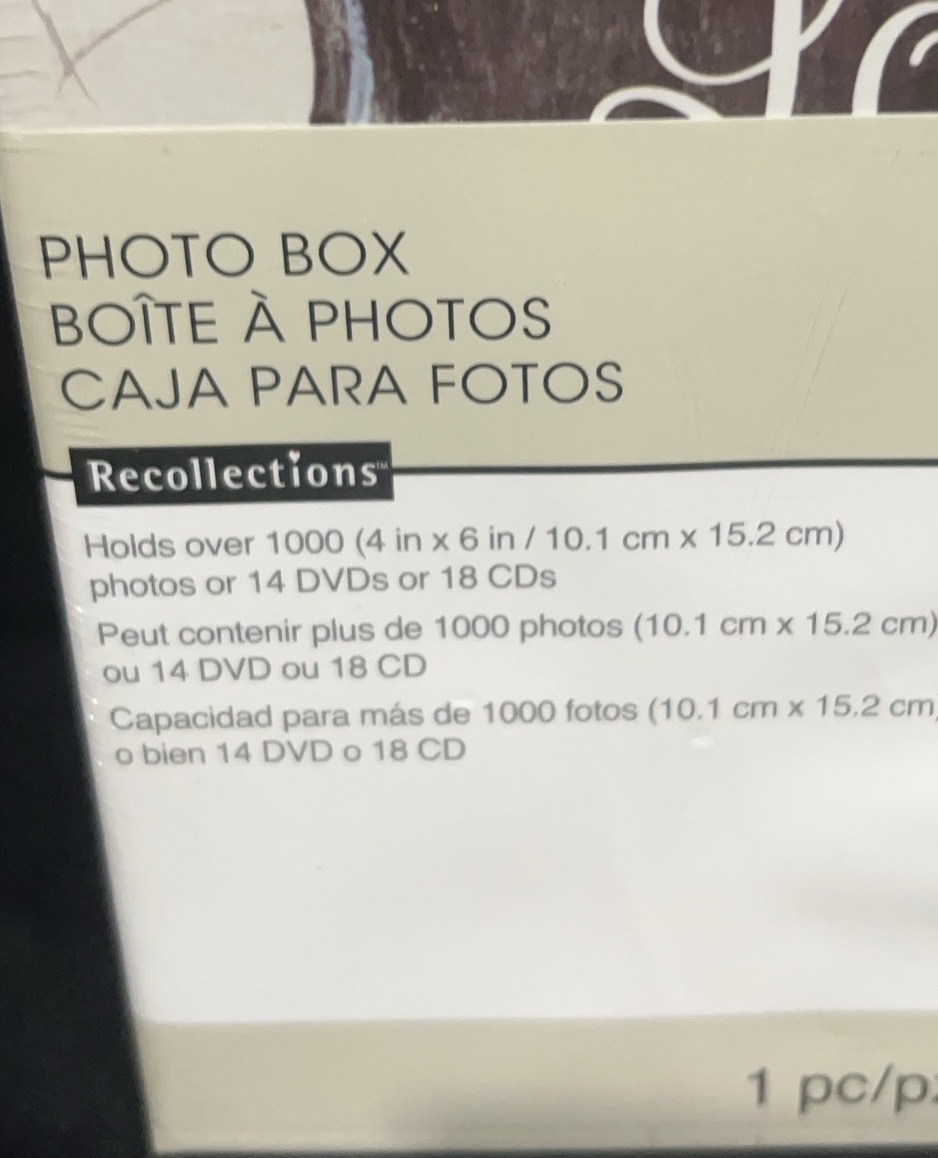 PHOTO BOX
BOÎTE À PHOTOS
CAJA PARA FOTOS
Recollections™
Holds over 1000 (4 in x 6 in / 10.1 cm x 15.2 cm)
photos or 14 DVDs or 18 CDs
Peut contenir plus de 1000 photos (10.1 cm x 15.2 cm)
ou 14 DVD ou 18 CD
Capacidad para más de 1000 fotos (10.1 cm x 15.2 cm
o bien 14 DVD o 18 CD
1 pc/